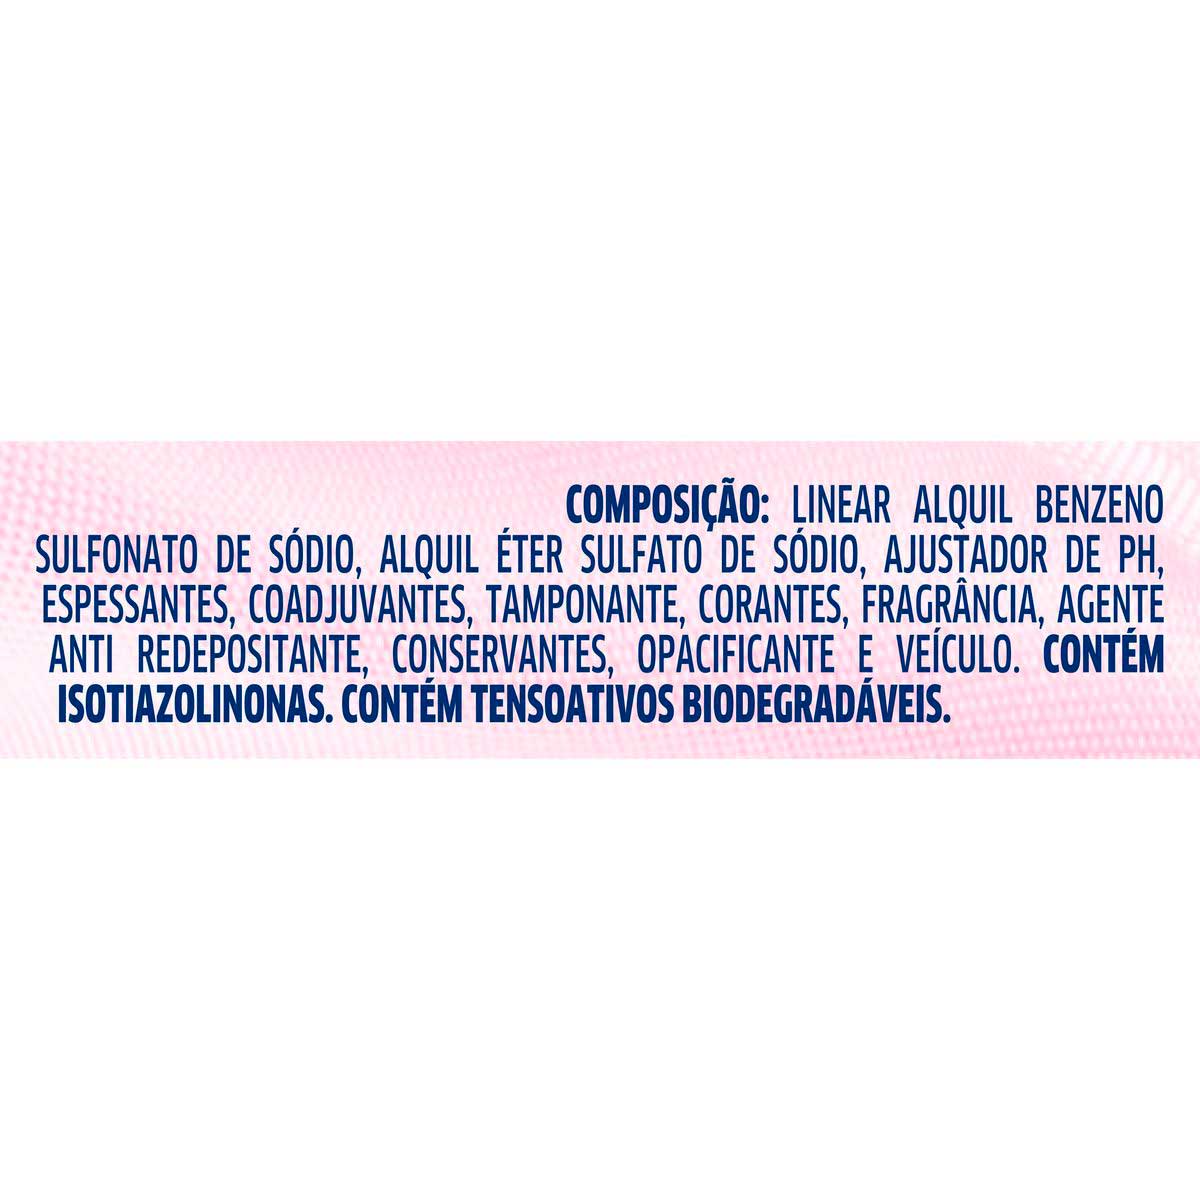 COMPOSIÇÃO: LINEAR ALQUIL BENZENO
SULFONATO DE SÓDIO, ALQUIL ÉTER SULFATO DE SÓDIO, AJUSTADOR DE PH,
ESPESSANTES, COADJUVANTES, TAMPONANTE, CORANTES, FRAGRÂNCIA, AGENTE
ANTI REDEPOSITANTE, CONSERVANTES, OPACIFICANTE E VEÍCULO. CONTÉM
ISOTIAZOLINONAS. CONTÉM TENSOATIVOS BIODEGRADÁVEIS.